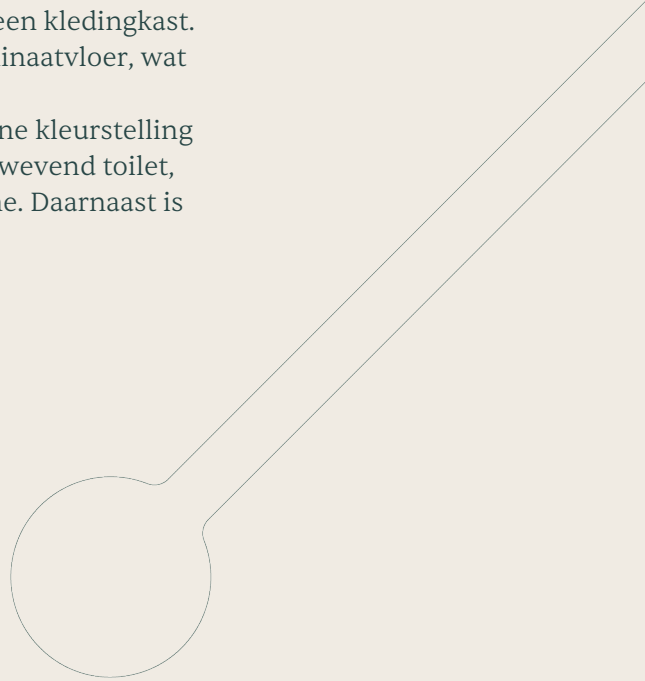 een kledingkast.
inaatvloer, wat
ne kleurstelling
wevend toilet,
e. Daarnaast is